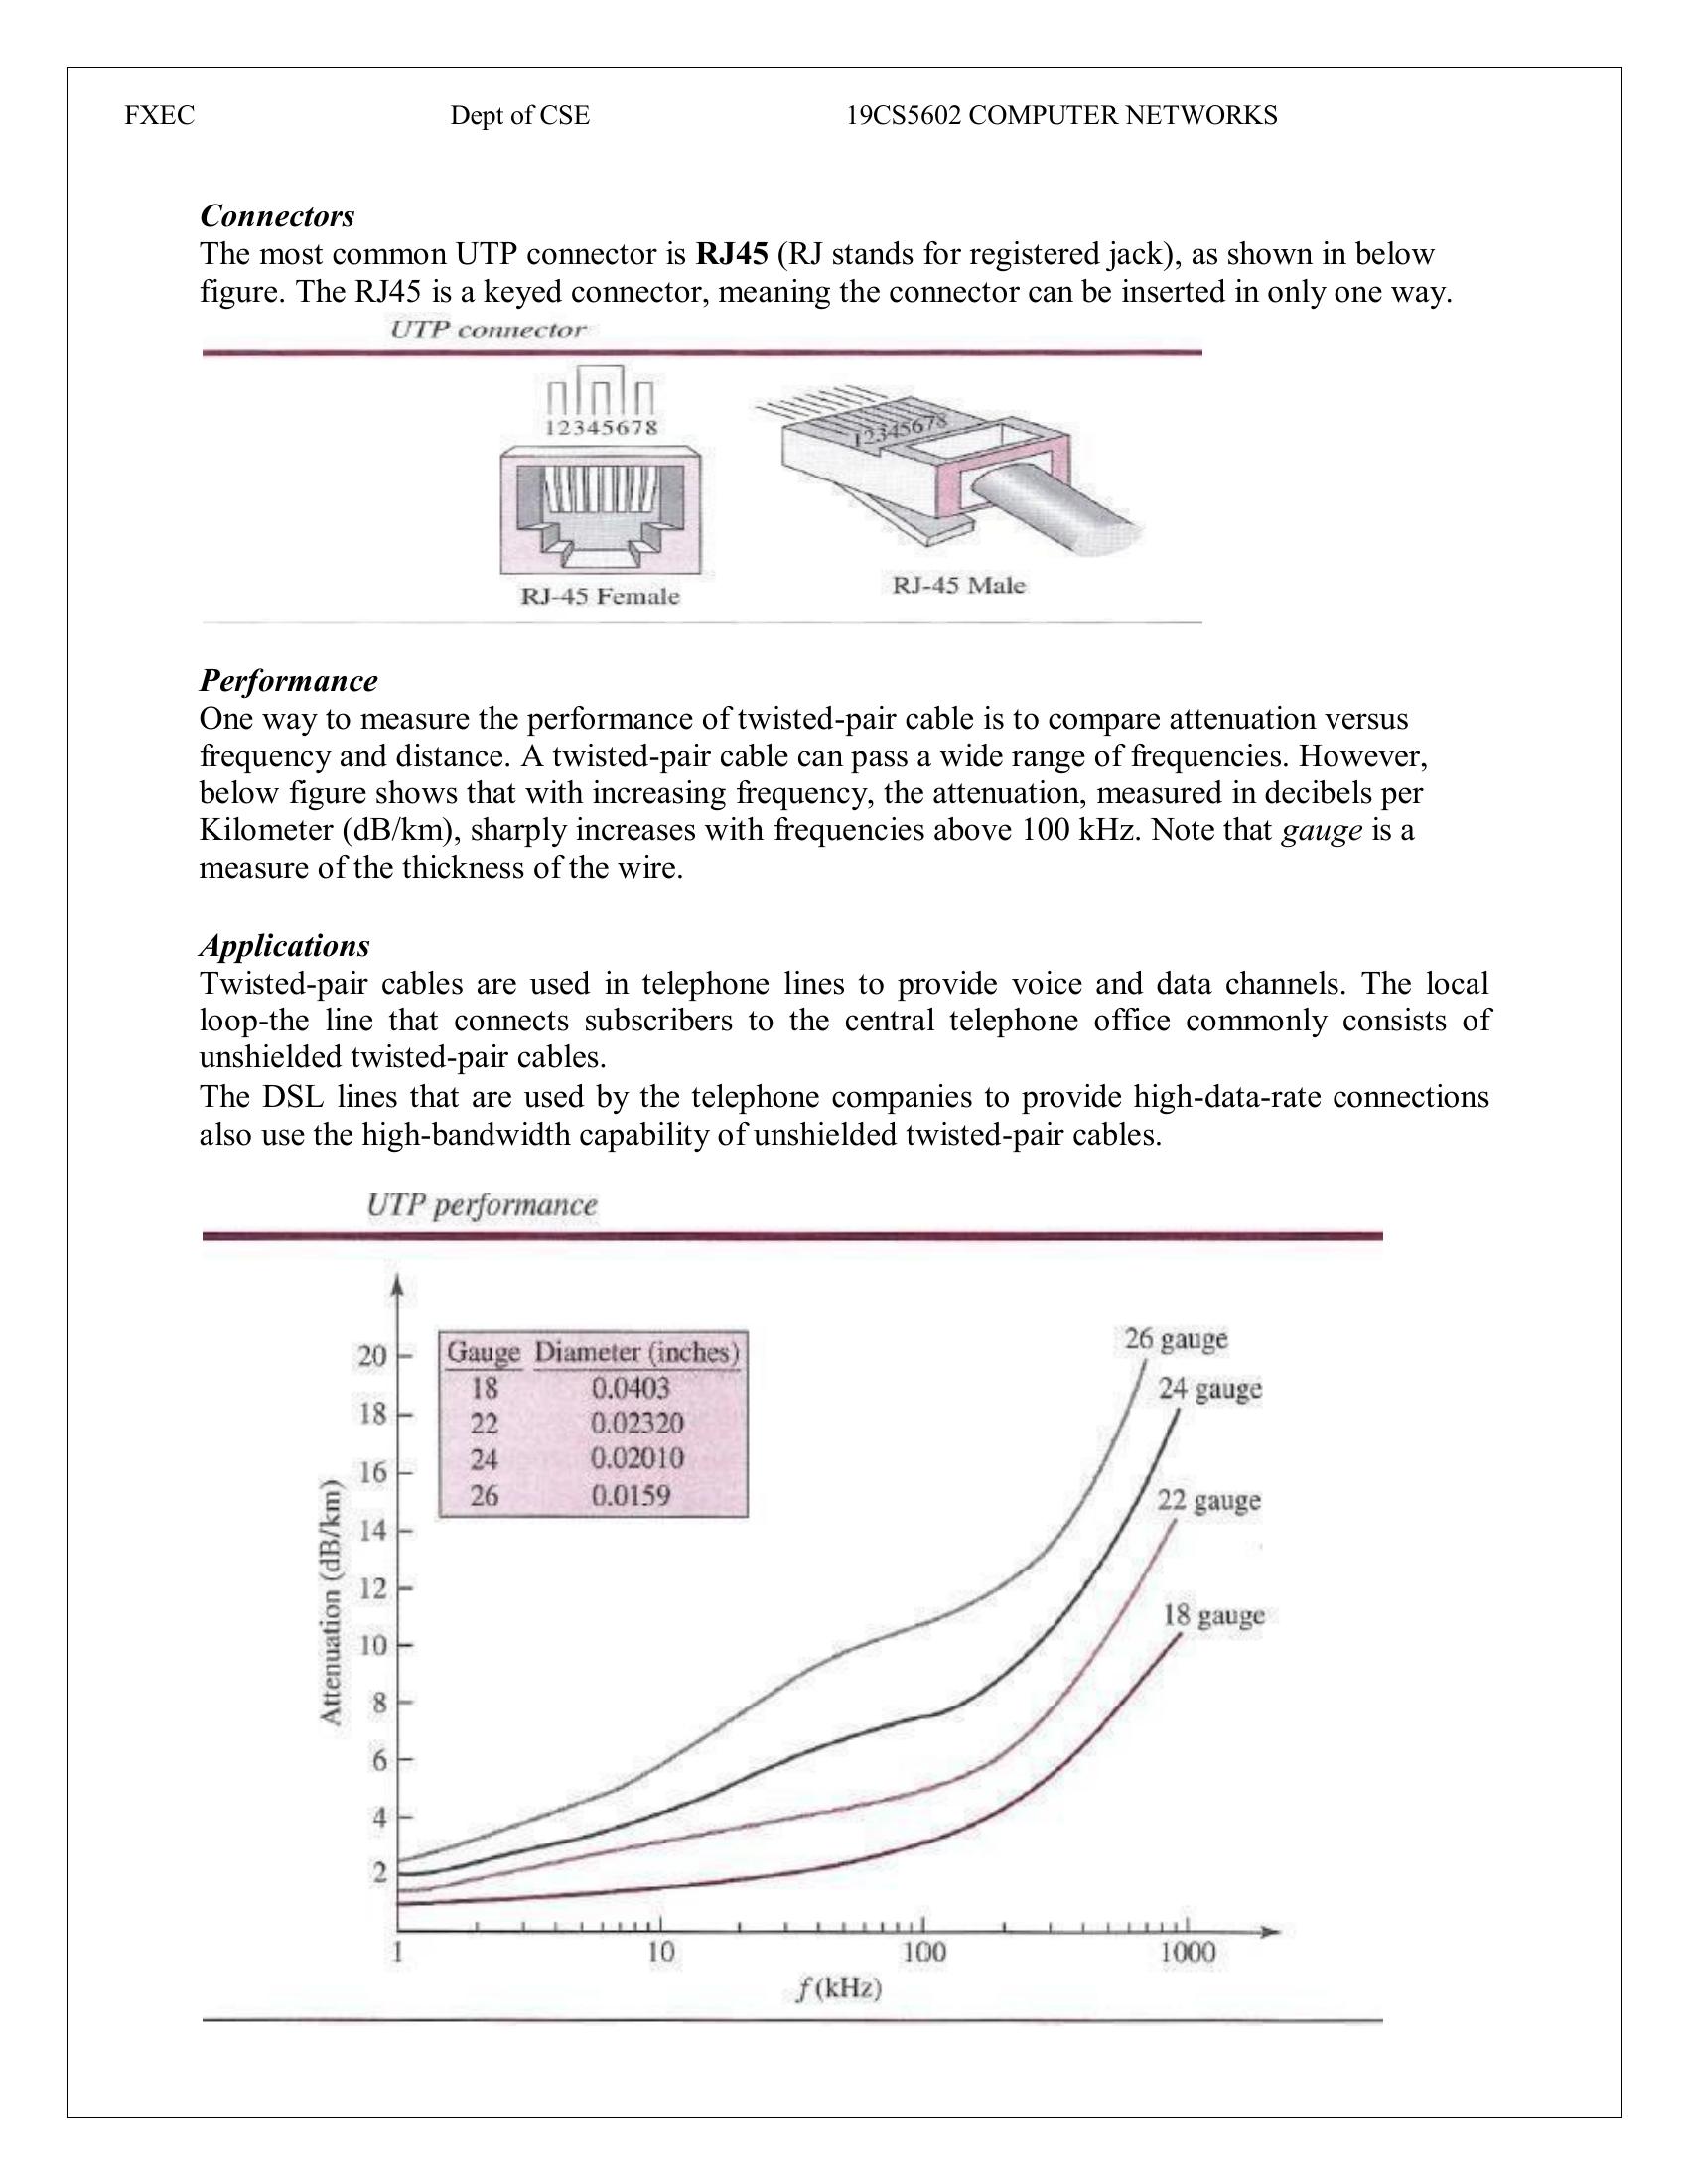 FXEC Dept of CSE 19CS5602 COMPUTER NETWORKS
Connectors
The most common UTP connector is RJ45 (RJ stands for registered jack), as shown in below
figure. The RJ45 is a keyed connector, meaning the connector can be inserted in only one way.
UTP connector
12345678
12345678
RJ-45 Female
RJ-45 Male
Performance
One way to measure the performance of twisted-pair cable is to compare attenuation versus
frequency and distance. A twisted-pair cable can pass a wide range of frequencies. However,
below figure shows that with increasing frequency, the attenuation, measured in decibels per
Kilometer (dB/km), sharply increases with frequencies above 100 kHz. Note that gauge is a
measure of the thickness of the wire.
Applications
Twisted-pair cables are used in telephone lines to provide voice and data channels. The local
loop-the line that connects subscribers to the central telephone office commonly consists of
unshielded twisted-pair cables.
The DSL lines that are used by the telephone companies to provide high-data-rate connections
also use the high-bandwidth capability of unshielded twisted-pair cables.
UTP performance
Gauge Diameter (inches)
18 0.0403
22 0.02320
24 0.02010
26 0.0159
26 gauge
24 gauge
22 gauge
18 gauge
Attenuation (dB/km)
20
18
16
14
12
10
8
6
4
2
1 10 100 1000
f (kHz)